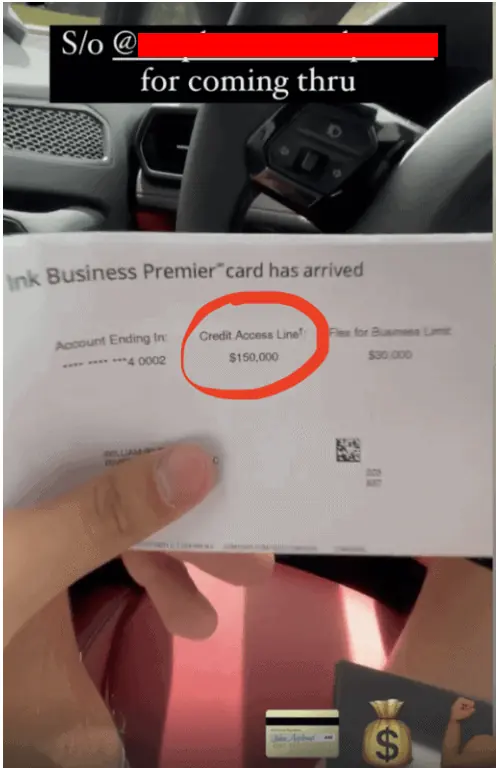 S/o @
for coming thru
Ink Business Premier℠ card has arrived
Account Ending In:
Credit Access Line†:
Flex for Business Limit:
•••• •••• •••4 0002
$150,000
$30,000